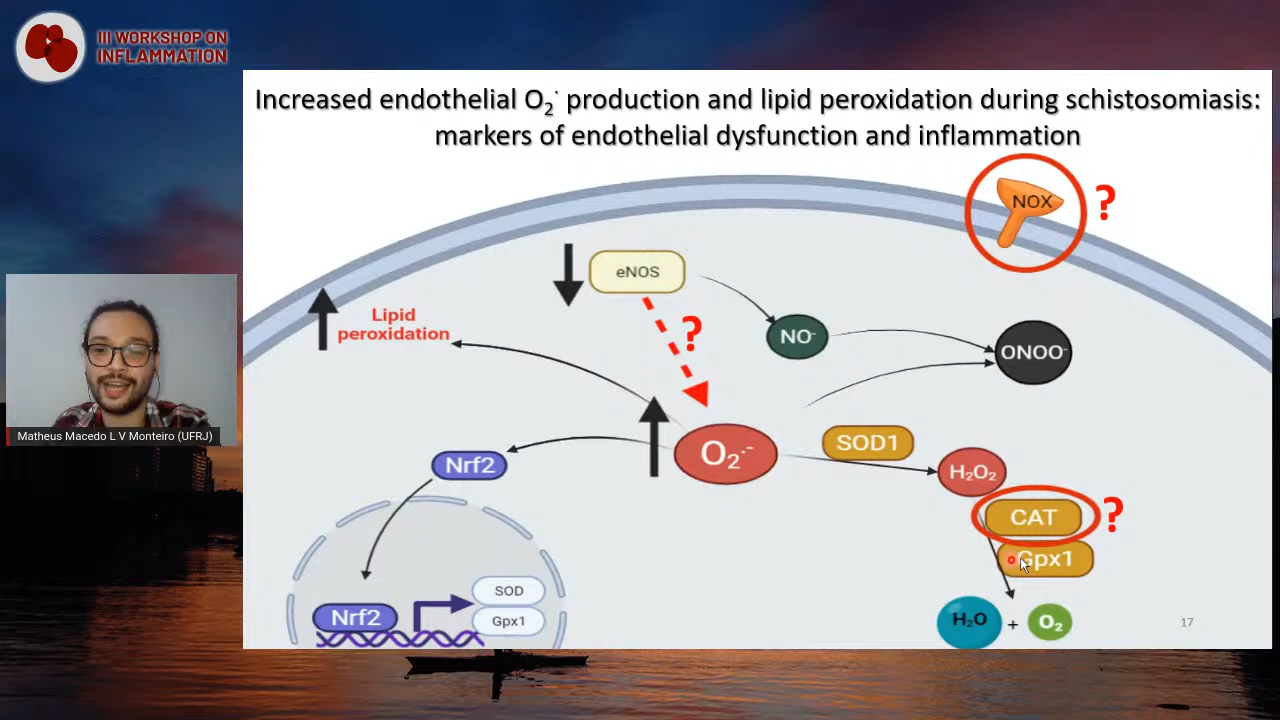 III WORKSHOP ON
INFLAMMATION
Increased endothelial O₂˙ production and lipid peroxidation during schistosomiasis:
markers of endothelial dysfunction and inflammation
NOX
?
eNOS
Lipid
peroxidation
?
NO⁻
ONOO⁻
O₂˙⁻
SOD1
Nrf2
H₂O₂
CAT
?
Gpx1
Nrf2
SOD
Gpx1
H₂O
+
O₂
17
Matheus Macedo L V Monteiro (UFRJ)